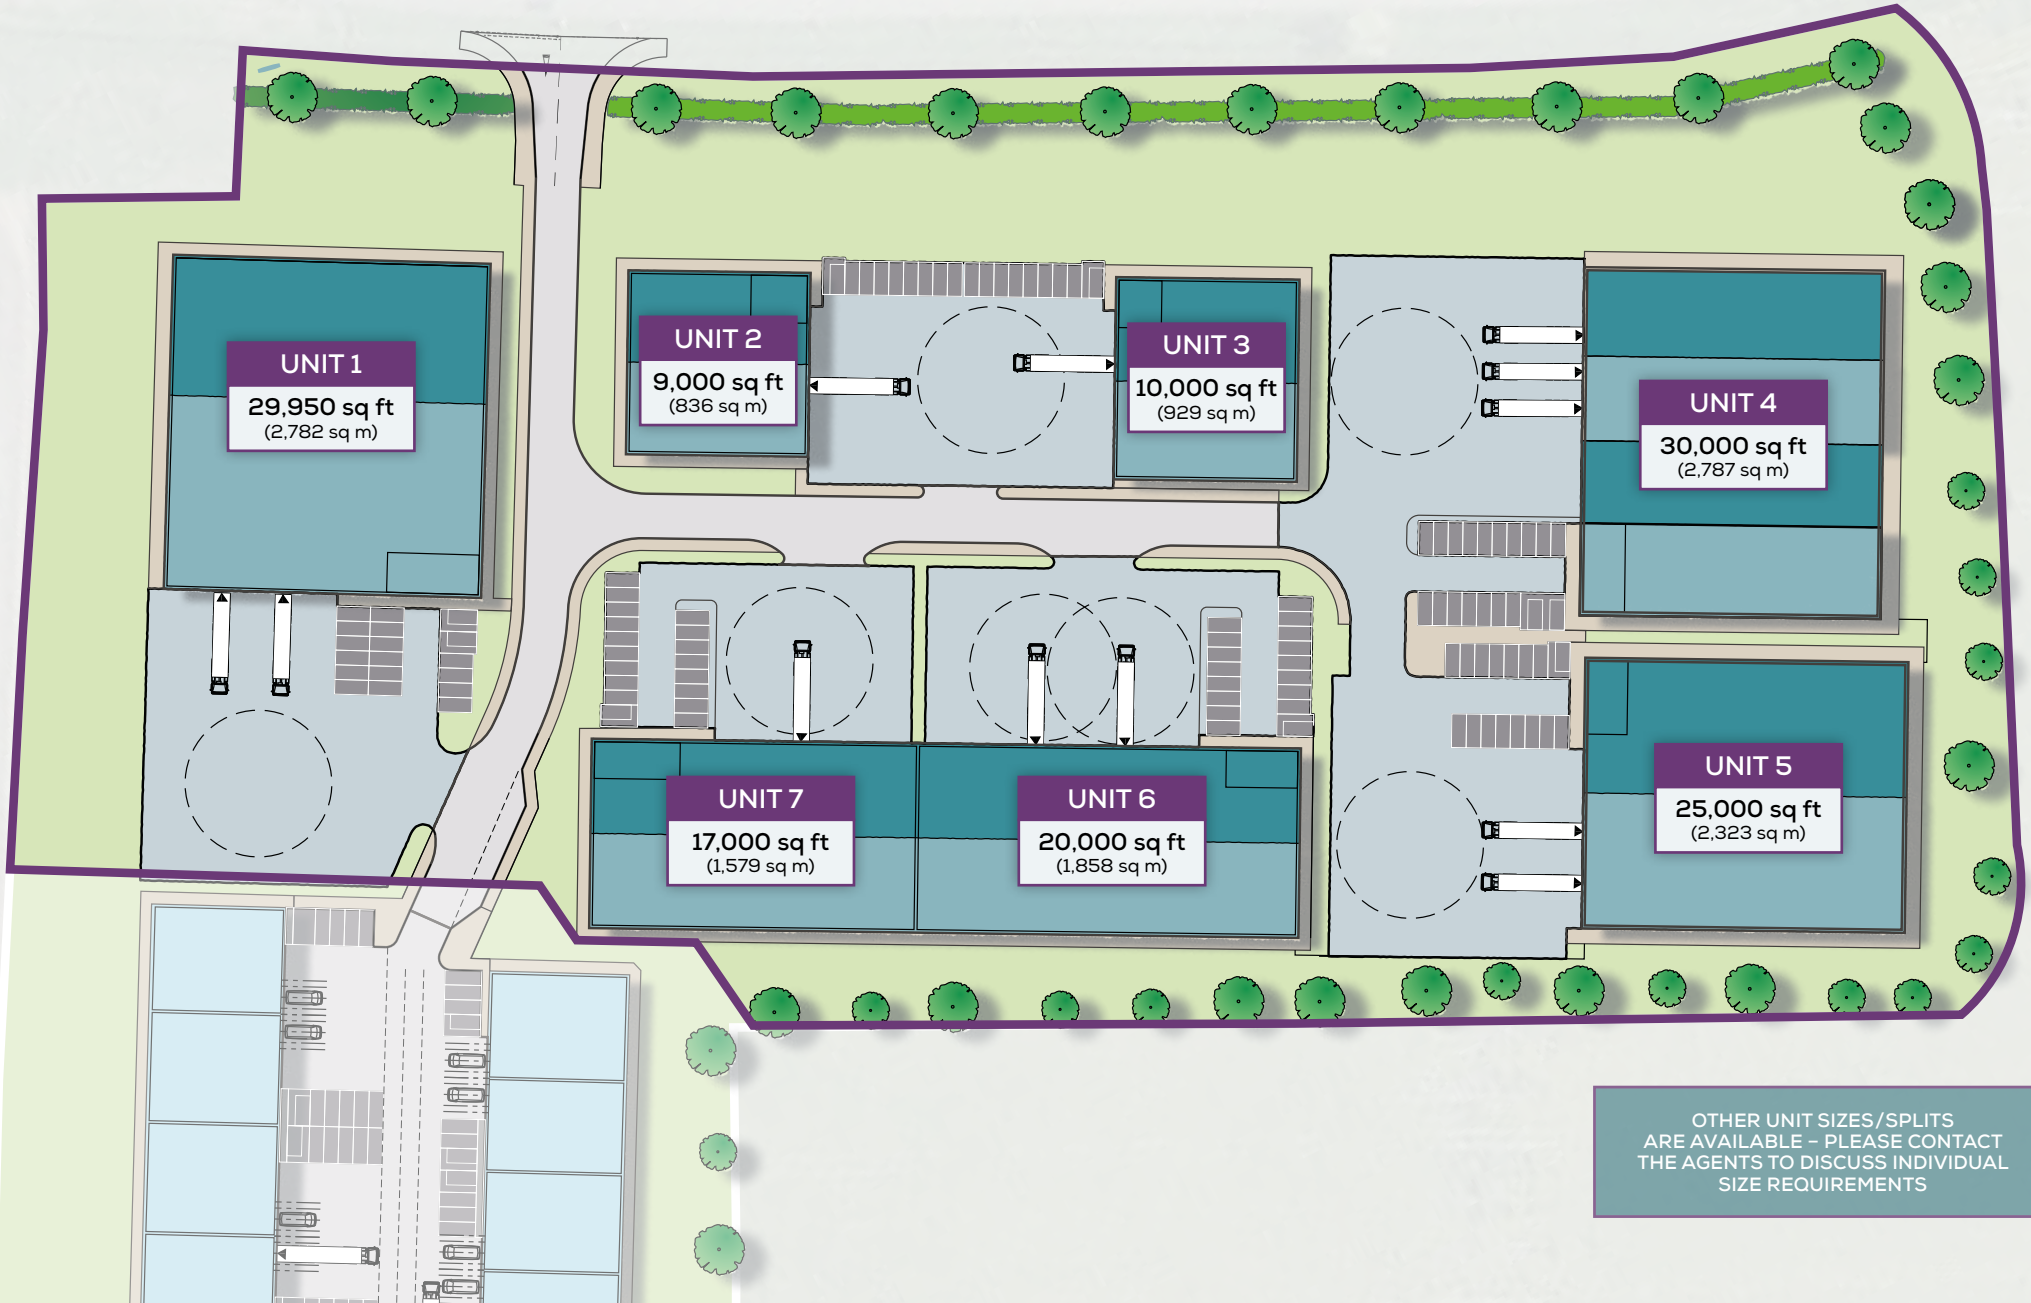 UNIT 1
29,950 sq ft
(2,782 sq m)
UNIT 2
9,000 sq ft
(836 sq m)
UNIT 3
10,000 sq ft
(929 sq m)
UNIT 4
30,000 sq ft
(2,787 sq m)
UNIT 5
25,000 sq ft
(2,323 sq m)
UNIT 7
17,000 sq ft
(1,579 sq m)
UNIT 6
20,000 sq ft
(1,858 sq m)
OTHER UNIT SIZES/SPLITS
ARE AVAILABLE – PLEASE CONTACT
THE AGENTS TO DISCUSS INDIVIDUAL
SIZE REQUIREMENTS